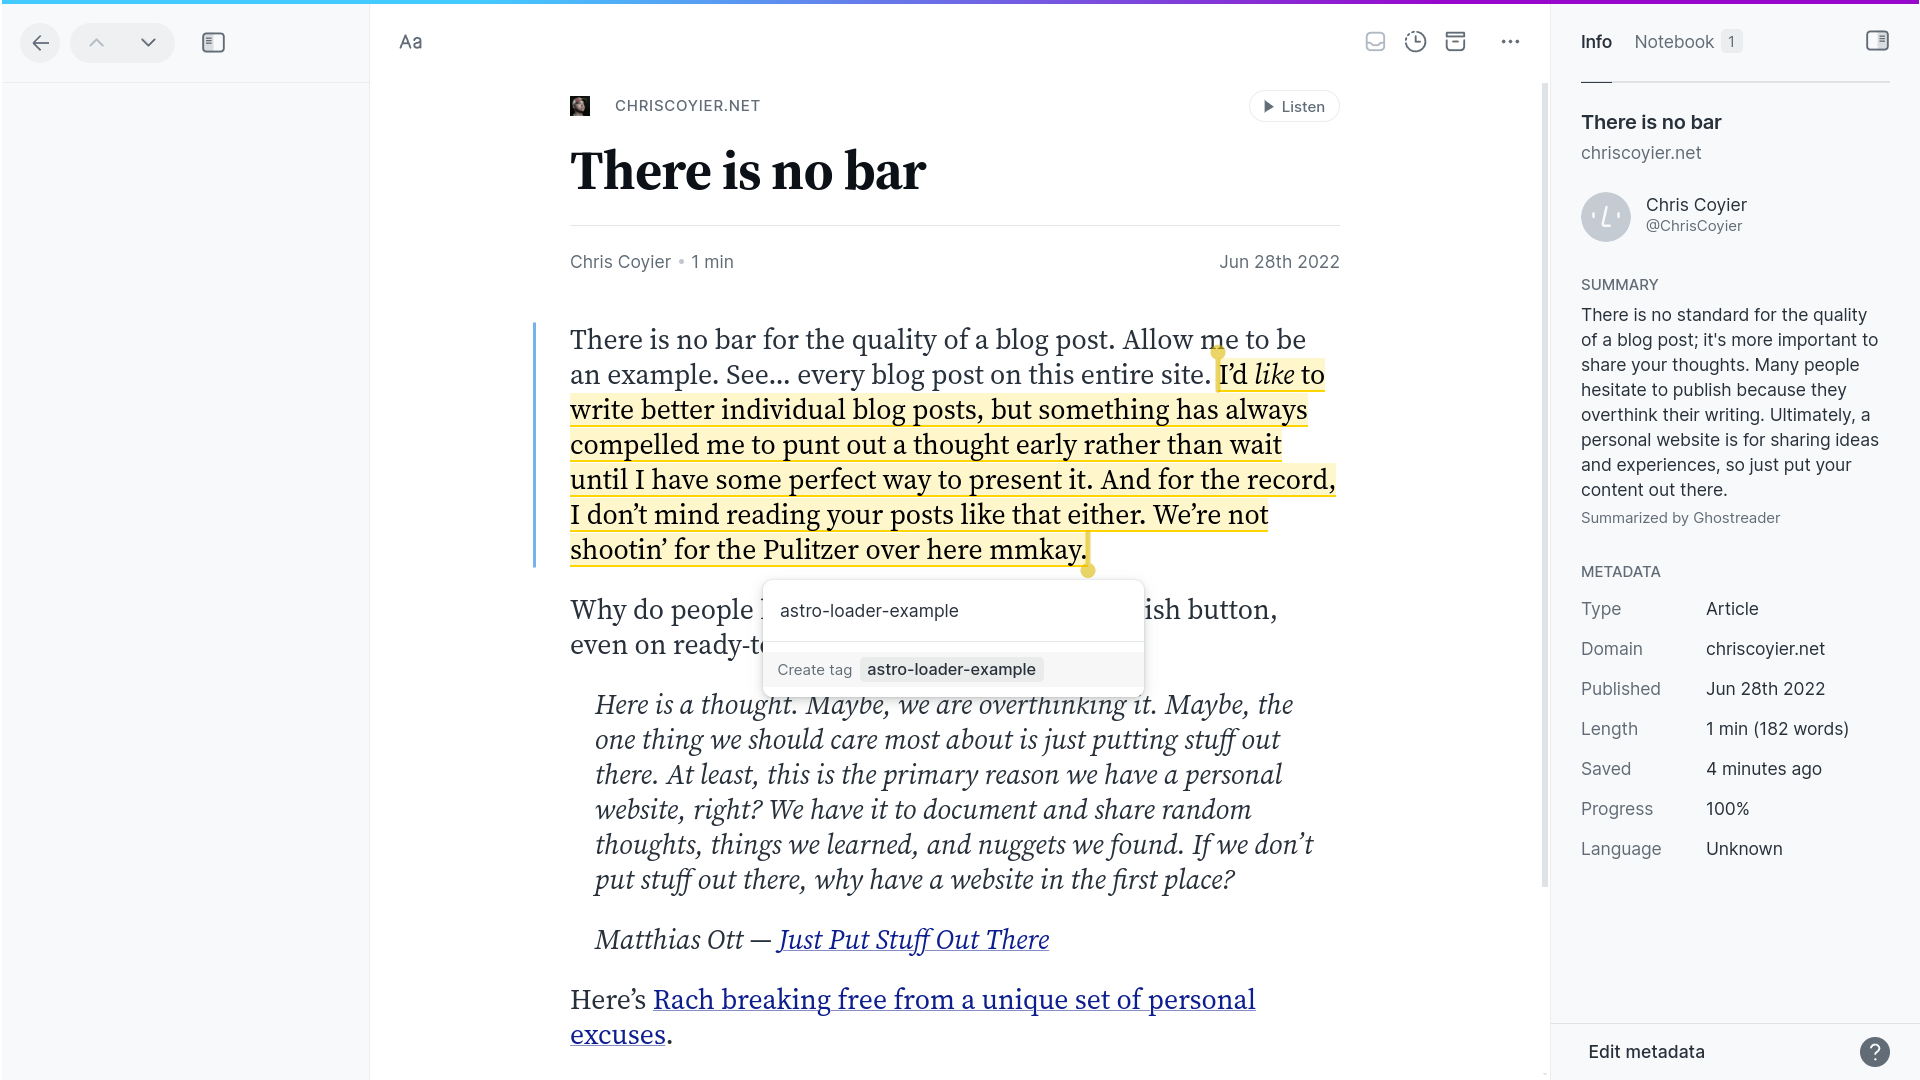 Aa
Info
Notebook 1
CHRISCOYIER.NET
Listen
There is no bar
Chris Coyier • 1 min
Jun 28th 2022
There is no bar for the quality of a blog post. Allow me to be
an example. See... every blog post on this entire site. I’d like to
write better individual blog posts, but something has always
compelled me to punt out a thought early rather than wait
until I have some perfect way to present it. And for the record,
I don’t mind reading your posts like that either. We’re not
shootin’ for the Pulitzer over here mmkay.
Why do people
ish button,
even on
astro-loader-example
Create tag astro-loader-example
Here is a thought. Maybe, we are overthinking it. Maybe, the
one thing we should care most about is just putting stuff out
there. At least, this is the primary reason we have a personal
website, right? We have it to document and share random
thoughts, things we learned, and nuggets we found. If we don’t
put stuff out there, why have a website in the first place?
Matthias Ott — Just Put Stuff Out There
Here’s Rach breaking free from a unique set of personal
excuses.
There is no bar
chriscoyier.net
Chris Coyier
@ChrisCoyier
SUMMARY
There is no standard for the quality
of a blog post; it's more important to
share your thoughts. Many people
hesitate to publish because they
overthink their writing. Ultimately, a
personal website is for sharing ideas
and experiences, so just put your
content out there.
Summarized by Ghostreader
METADATA
Type Article
Domain chriscoyier.net
Published Jun 28th 2022
Length 1 min (182 words)
Saved 4 minutes ago
Progress 100%
Language Unknown
Edit metadata
?